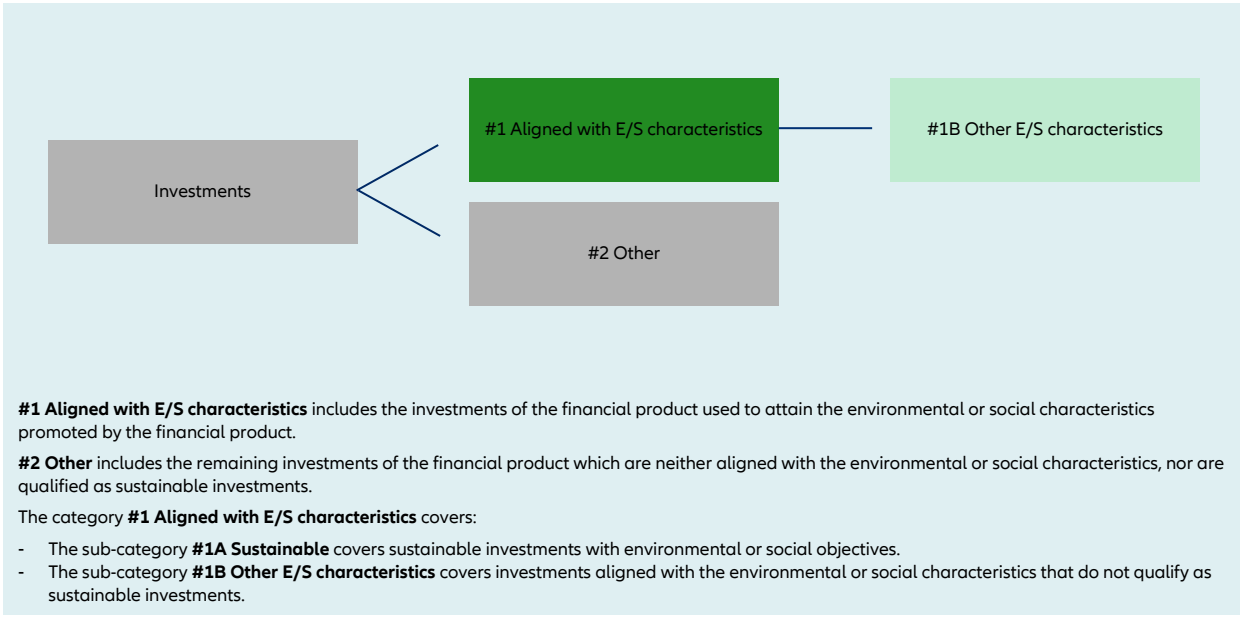 #1 Aligned with E/S characteristics
#1B Other E/S characteristics
Investments
#2 Other
#1 Aligned with E/S characteristics includes the investments of the financial product used to attain the environmental or social characteristics
promoted by the financial product.
#2 Other includes the remaining investments of the financial product which are neither aligned with the environmental or social characteristics, nor are
qualified as sustainable investments.
The category #1 Aligned with E/S characteristics covers:
- The sub-category #1A Sustainable covers sustainable investments with environmental or social objectives.
- The sub-category #1B Other E/S characteristics covers investments aligned with the environmental or social characteristics that do not qualify as
sustainable investments.